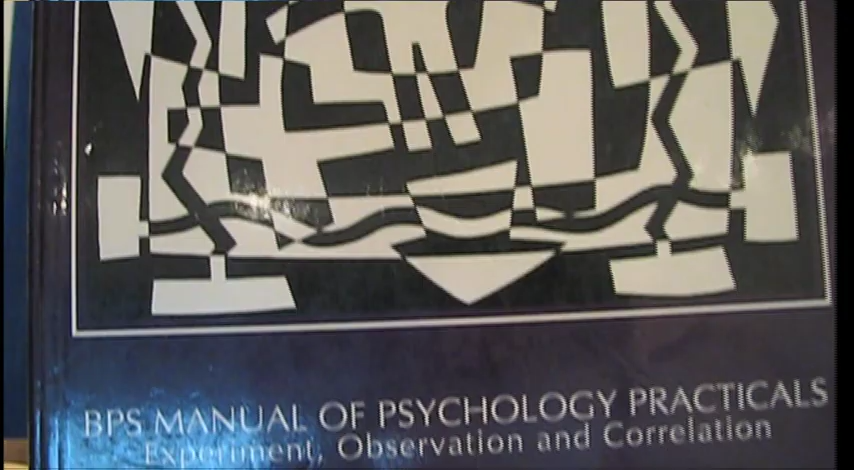 BPS MANUAL OF PSYCHOLOGY PRACTICALS
Experiment, Observation and Correlation